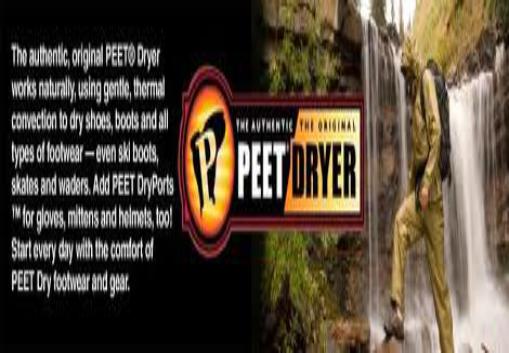 The authentic, original PEET® Dryer
works naturally, using gentle, thermal
convection to dry shoes, boots and all
types of footwear — even ski boots,
skates and waders. Add PEET DryPorts
™ for gloves, mittens and helmets, too!
Start every day with the comfort of
PEET Dry footwear and gear.
P
THE AUTHENTIC THE ORIGINAL
PEET DRYER